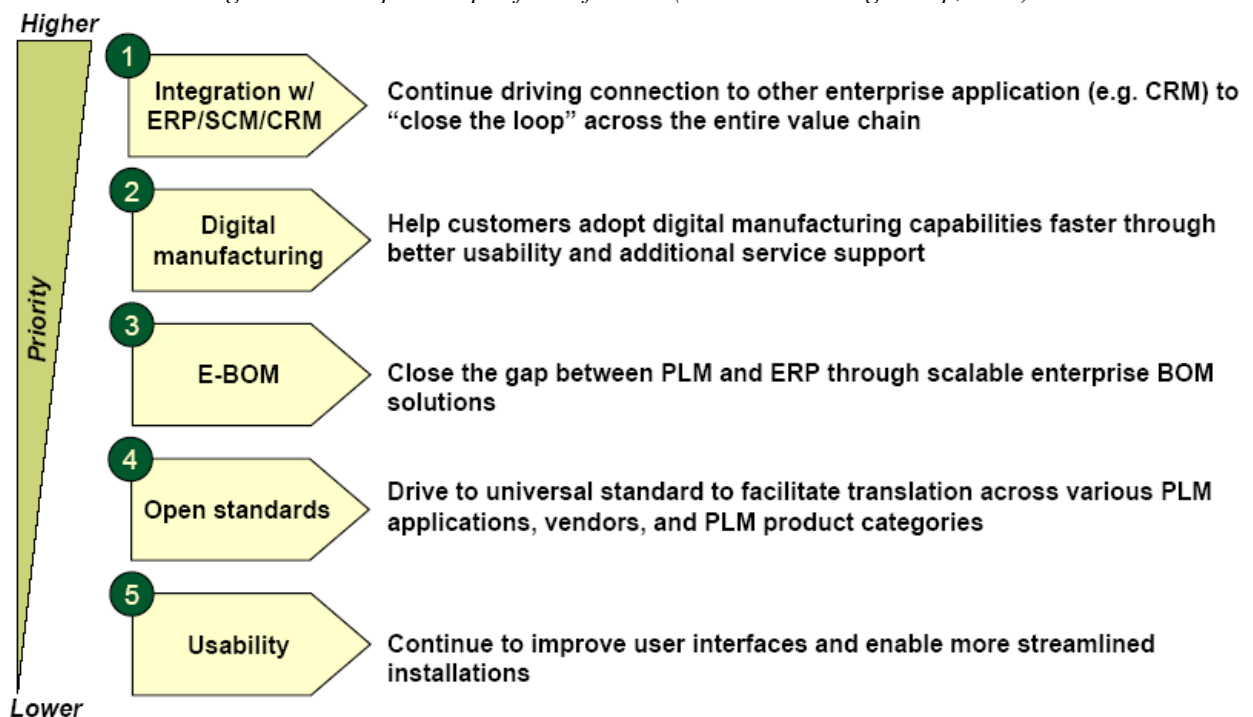 Higher
1
Integration w/
ERP/SCM/CRM
Continue driving connection to other enterprise application (e.g. CRM) to
“close the loop” across the entire value chain
2
Digital
manufacturing
Help customers adopt digital manufacturing capabilities faster through
better usability and additional service support
Priority
3
E-BOM
Close the gap between PLM and ERP through scalable enterprise BOM
solutions
4
Open standards
Drive to universal standard to facilitate translation across various PLM
applications, vendors, and PLM product categories
5
Usability
Continue to improve user interfaces and enable more streamlined
installations
Lower